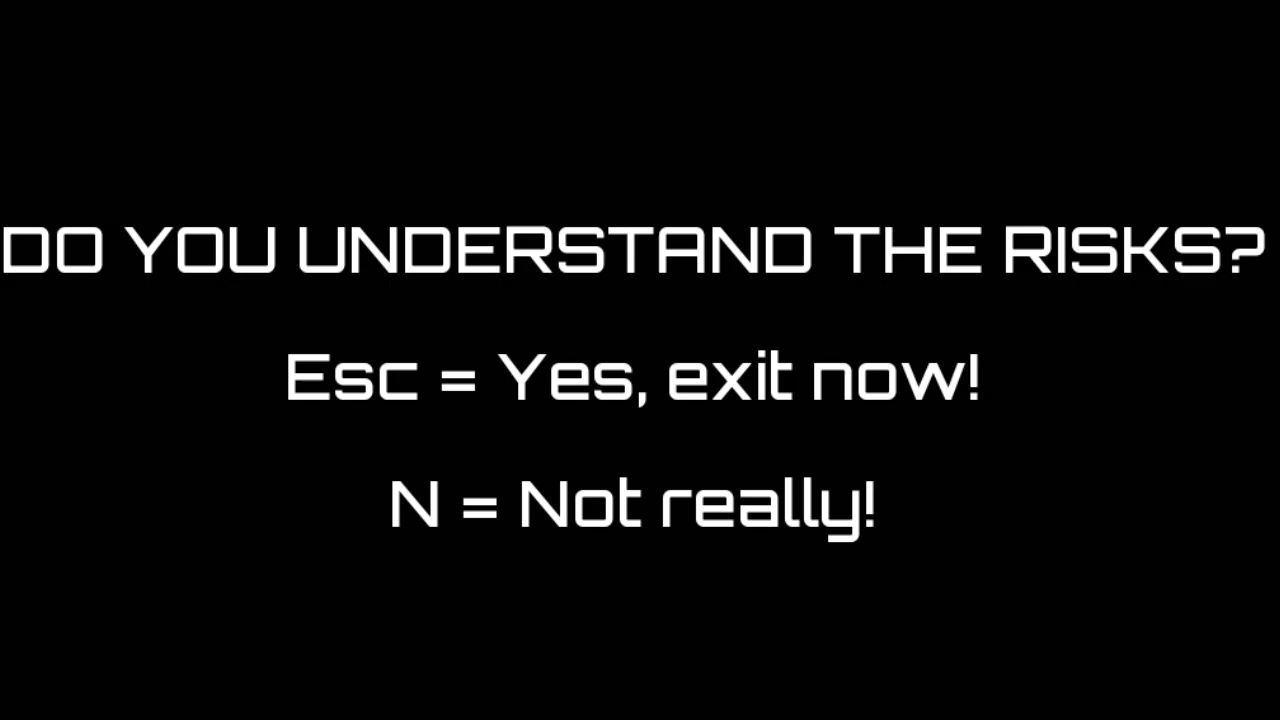 DO YOU UNDERSTAND THE RISKS?
Esc = Yes, exit now!
N = Not really!